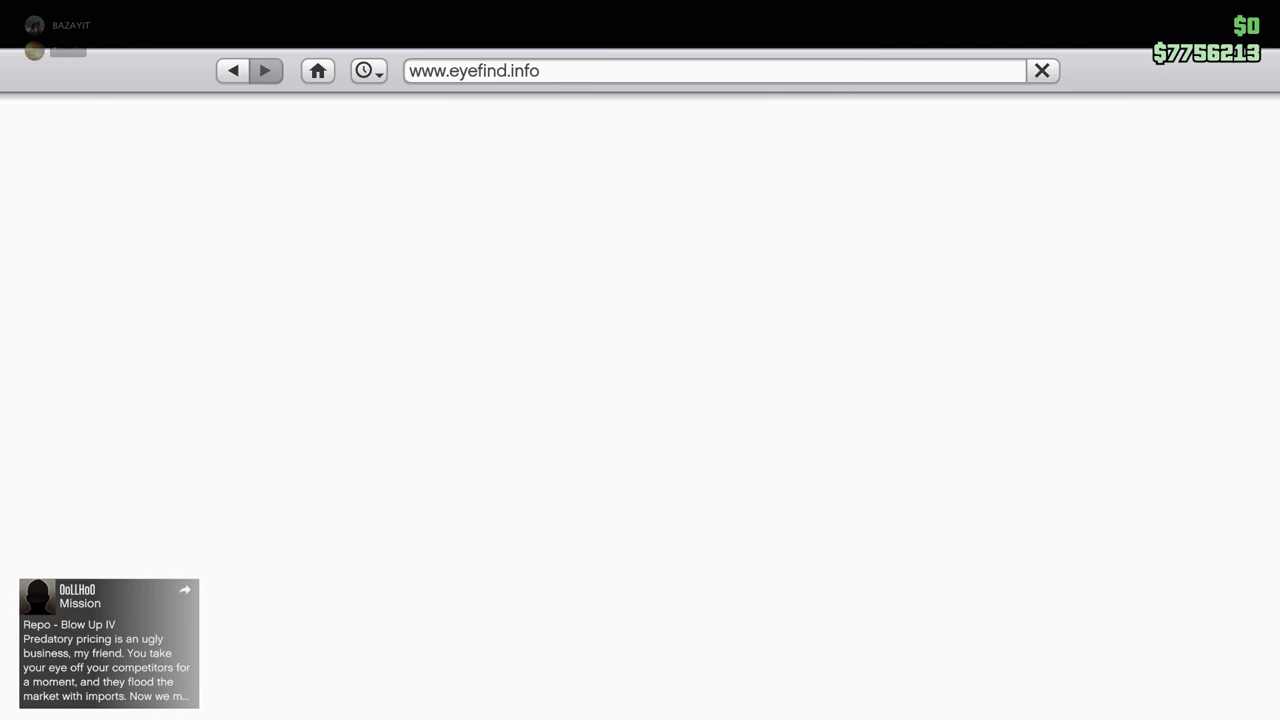 BAZAYIT
$0
$7756213
www.eyefind.info
OoLLHoO
Mission
Repo - Blow Up IV
Predatory pricing is an ugly
business, my friend. You take
your eye off your competitors for
a moment, and they flood the
market with imports. Now we m...